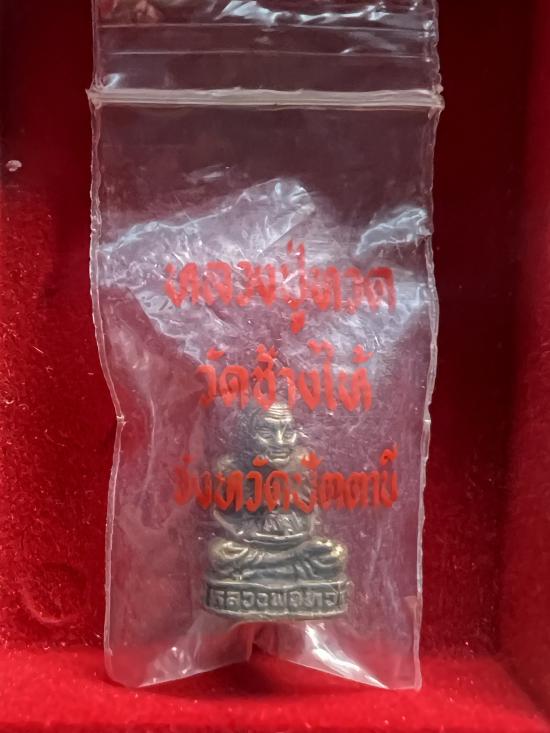 หลวงปู่ทวด
วัดช้างให้
จังหวัดปัตตานี
หลวงพ่อทวด